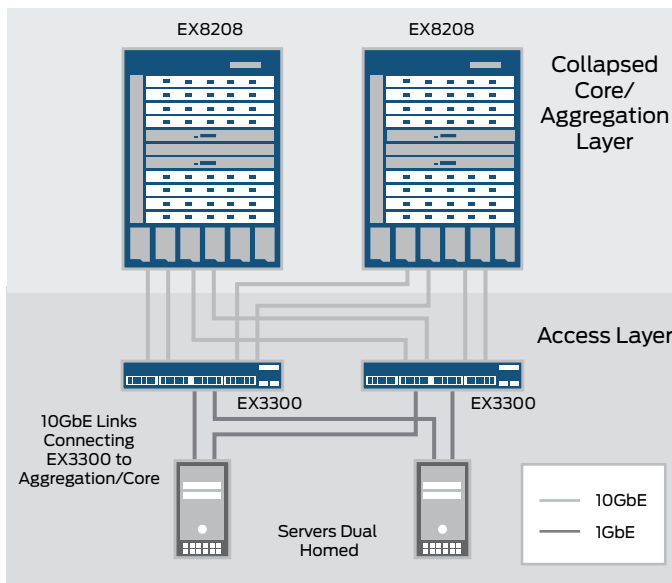 EX8208
EX8208
Collapsed
Core/
Aggregation
Layer
Access Layer
EX3300
EX3300
10GbE Links
Connecting
EX3300 to
Aggregation/Core
Servers Dual
Homed
10GbE
1GbE